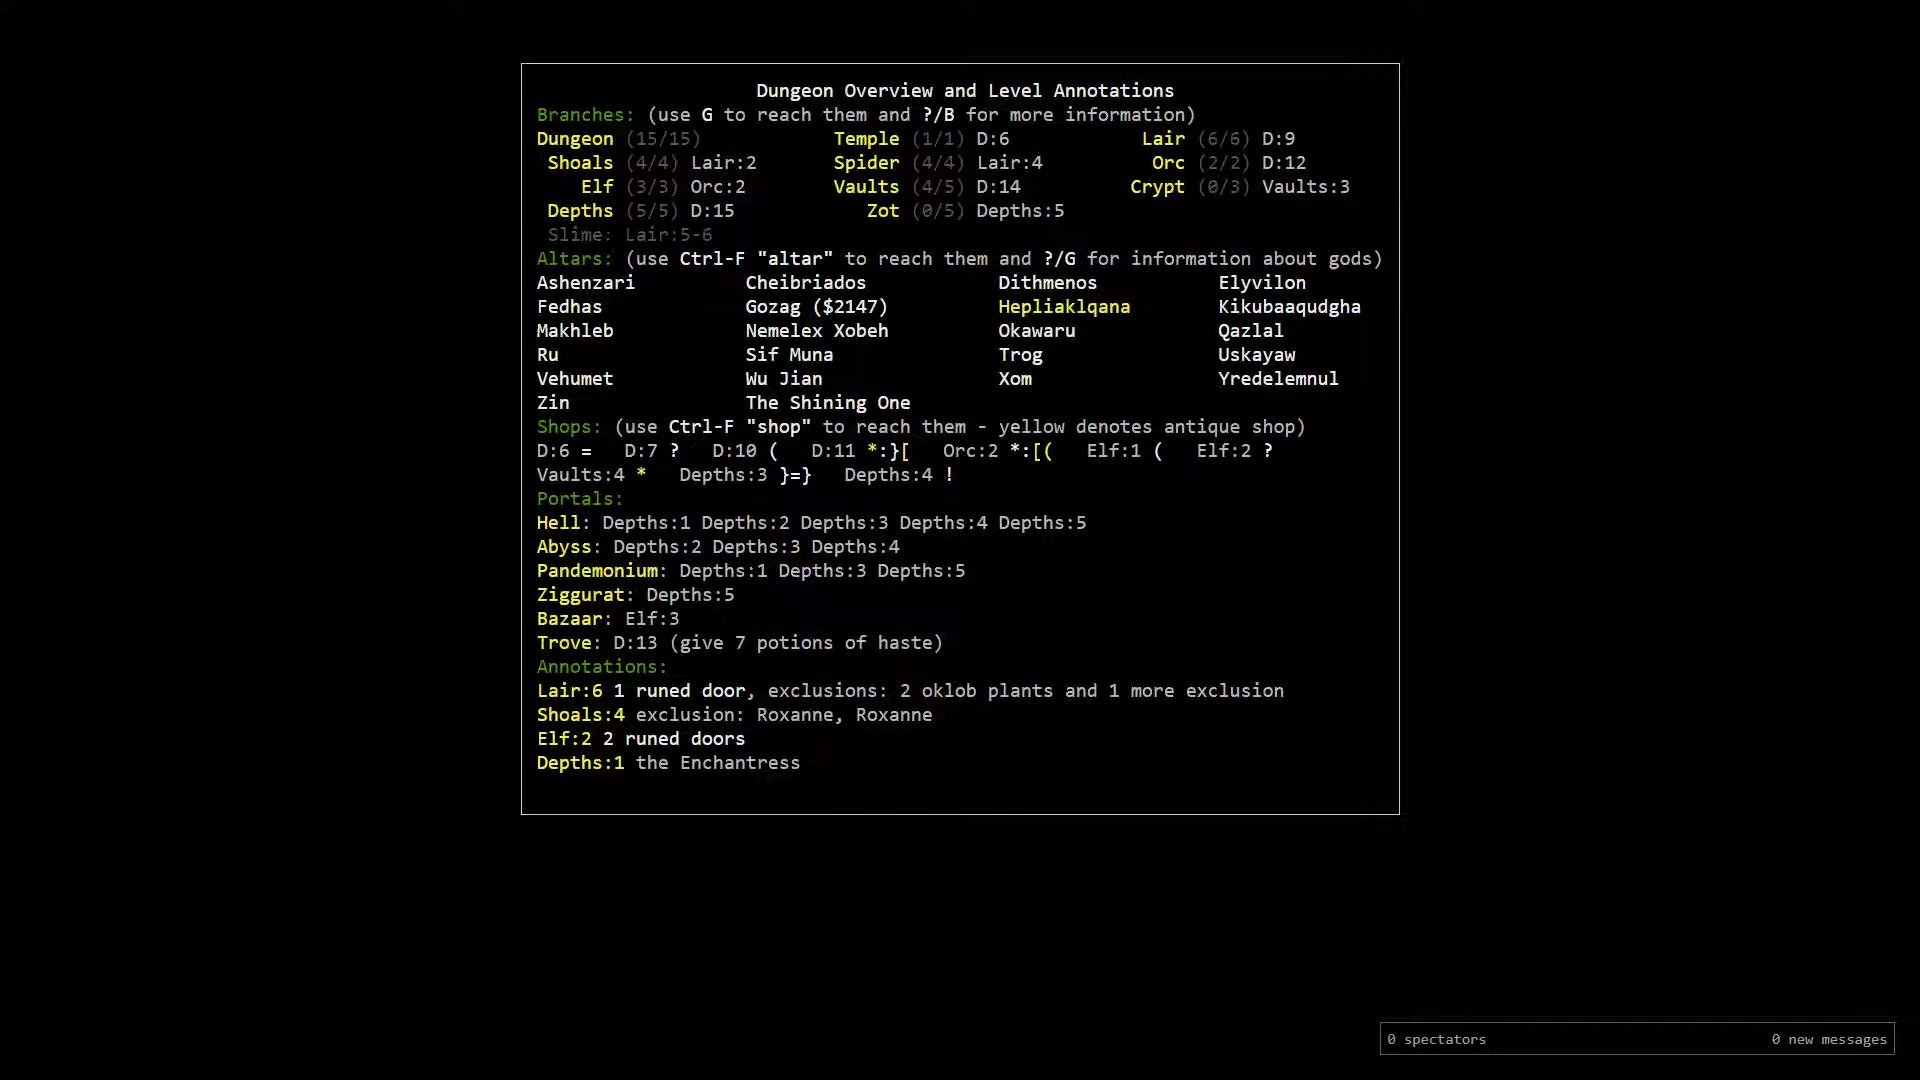 Dungeon Overview and Level Annotations
Branches: (use G to reach them and ?/B for more information)
Dungeon (15/15) Temple (1/1) D:6 Lair (6/6) D:9
Shoals (4/4) Lair:2 Spider (4/4) Lair:4 Orc (2/2) D:12
Elf (3/3) Orc:2 Vaults (4/5) D:14 Crypt (0/3) Vaults:3
Depths (5/5) D:15 Zot (0/5) Depths:5
Slime: Lair:5-6
Altars: (use Ctrl-F "altar" to reach them and ?/G for information about gods)
Ashenzari Cheibriados Dithmenos Elyvilon
Fedhas Gozag ($2147) Hepliaklqana Kikubaaqudgha
Makhleb Nemelex Xobeh Okawaru Qazlal
Ru Sif Muna Trog Uskayaw
Vehumet Wu Jian Xom Yredelemnul
Zin The Shining One
Shops: (use Ctrl-F "shop" to reach them - yellow denotes antique shop)
D:6 = D:7 ? D:10 ( D:11 *:}[ Orc:2 *:[( Elf:1 ( Elf:2 ?
Vaults:4 * Depths:3 }=} Depths:4 !
Portals:
Hell: Depths:1 Depths:2 Depths:3 Depths:4 Depths:5
Abyss: Depths:2 Depths:3 Depths:4
Pandemonium: Depths:1 Depths:3 Depths:5
Ziggurat: Depths:5
Bazaar: Elf:3
Trove: D:13 (give 7 potions of haste)
Annotations:
Lair:6 1 runed door, exclusions: 2 oklob plants and 1 more exclusion
Shoals:4 exclusion: Roxanne, Roxanne
Elf:2 2 runed doors
Depths:1 the Enchantress
0 spectators 0 new messages